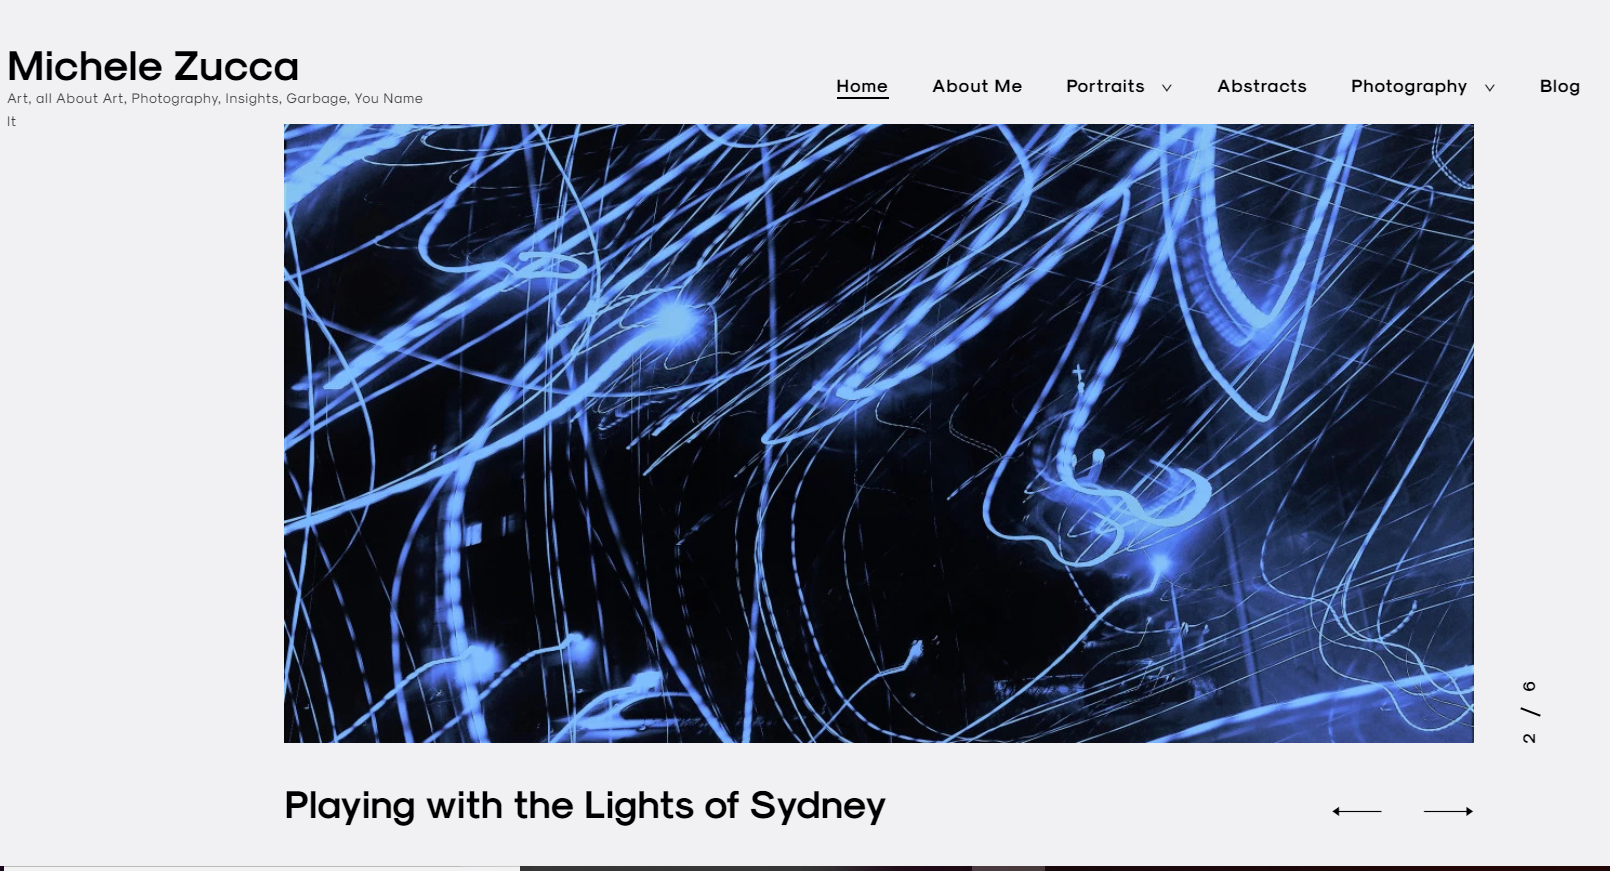 Michele Zucca
Art, all About Art, Photography, Insights, Garbage, You Name
It
Home About Me Portraits Abstracts Photography Blog
2 / 6
Playing with the Lights of Sydney